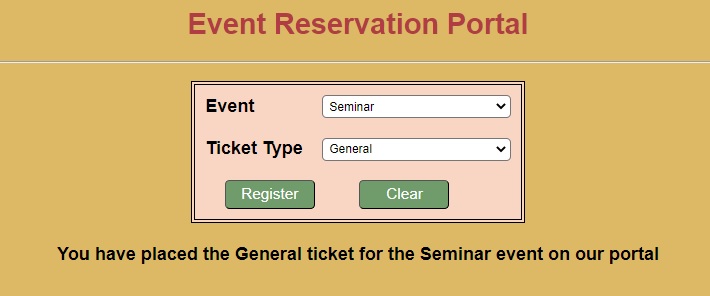 Event Reservation Portal
Event Seminar
Ticket Type General
Register Clear
You have placed the General ticket for the Seminar event on our portal